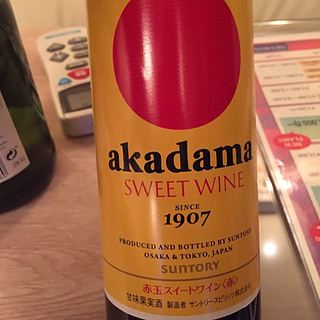 akadama
SWEET WINE
SINCE
1907
PRODUCED AND BOTTLED BY SUNTORY
OSAKA & TOKYO, JAPAN
SUNTORY
赤玉スイートワイン〈赤〉
甘味果実酒 製造者 サントリースピリッツ株式会社